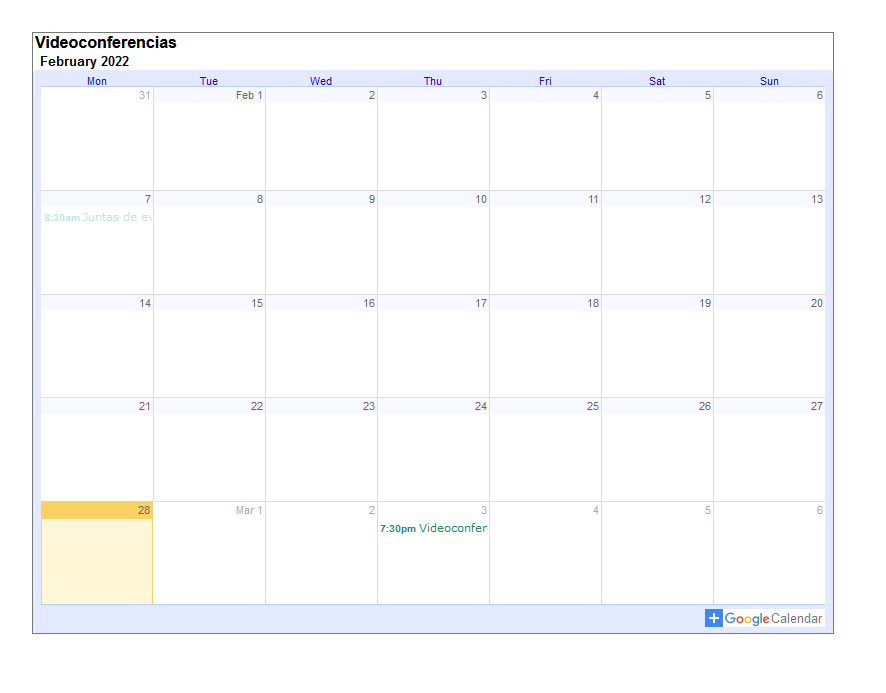 Videoconferencias
February 2022
Mon Tue Wed Thu Fri Sat Sun
31 Feb 1 2 3 4 5 6
7 8 9 10 11 12 13
8:30am Juntas de ev
14 15 16 17 18 19 20
21 22 23 24 25 26 27
28 Mar 1 2 3 4 5 6
7:30pm Videoconfer
+ Google Calendar